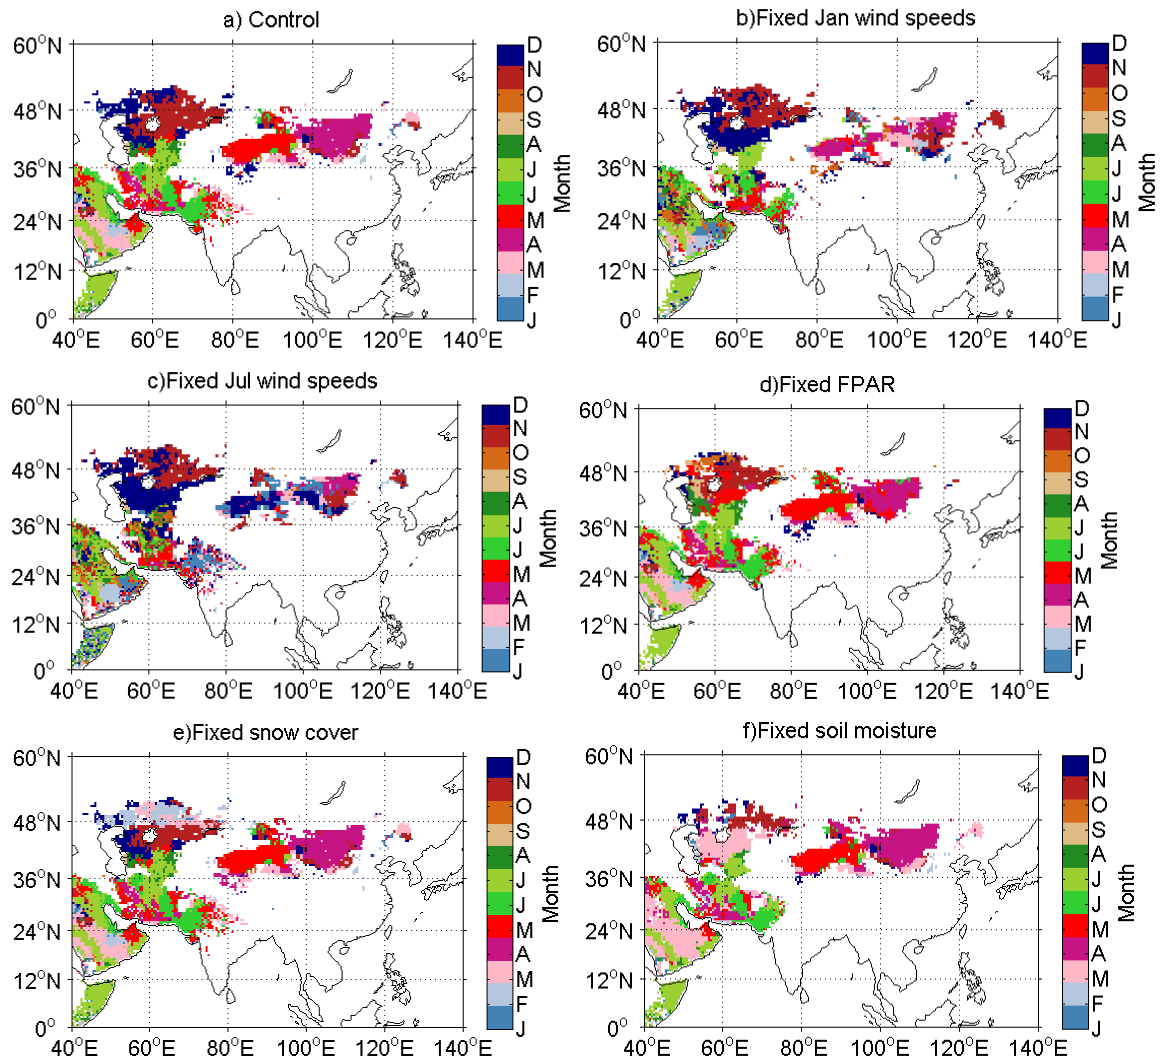 a) Control
60°N
48°N
36°N
24°N
12°N
0°
40°E 60°E 80°E 100°E 120°E 140°E
D
N
O
S
A
J
J
M
A
M
F
J
Month
b)Fixed Jan wind speeds
60°N
48°N
36°N
24°N
12°N
0°
40°E 60°E 80°E 100°E 120°E 140°E
D
N
O
S
A
J
J
M
A
M
F
J
Month
c)Fixed Jul wind speeds
60°N
48°N
36°N
24°N
12°N
0°
40°E 60°E 80°E 100°E 120°E 140°E
D
N
O
S
A
J
J
M
A
M
F
J
Month
d)Fixed FPAR
60°N
48°N
36°N
24°N
12°N
0°
40°E 60°E 80°E 100°E 120°E 140°E
D
N
O
S
A
J
J
M
A
M
F
J
Month
e)Fixed snow cover
60°N
48°N
36°N
24°N
12°N
0°
40°E 60°E 80°E 100°E 120°E 140°E
D
N
O
S
A
J
J
M
A
M
F
J
Month
f)Fixed soil moisture
60°N
48°N
36°N
24°N
12°N
0°
40°E 60°E 80°E 100°E 120°E 140°E
D
N
O
S
A
J
J
M
A
M
F
J
Month